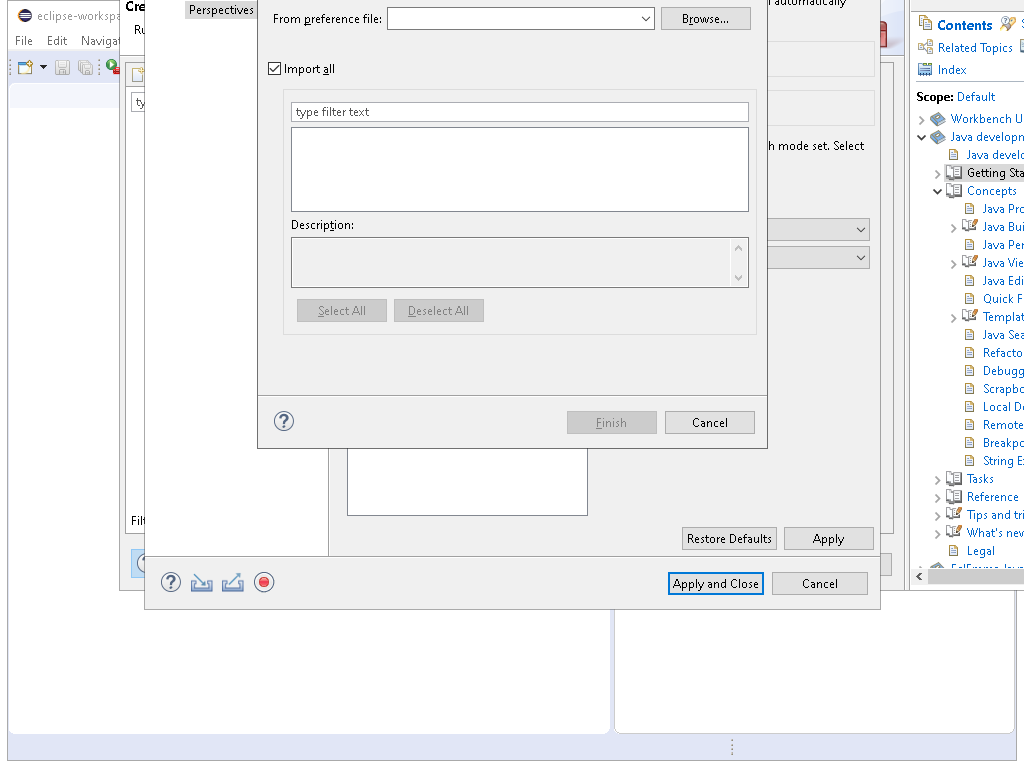 eclipse-workspa
File Edit Navigat
Cre
Ru
ty
Filt
Perspectives
From preference file:
Browse...
Import all
type filter text
Description:
Select All
Deselect All
Finish
Cancel
automatically
h mode set. Select
Restore Defaults
Apply
Apply and Close
Cancel
Contents
Related Topics
Index
Scope: Default
Workbench U
Java developn
Java develo
Getting Sta
Concepts
Java Pro
Java Bui
Java Per
Java Vie
Java Edi
Quick F
Templat
Java Sea
Refacto
Debugg
Scrapbo
Local De
Remote
Breakpo
String Ex
Tasks
Reference
Tips and tri
What's new
Legal